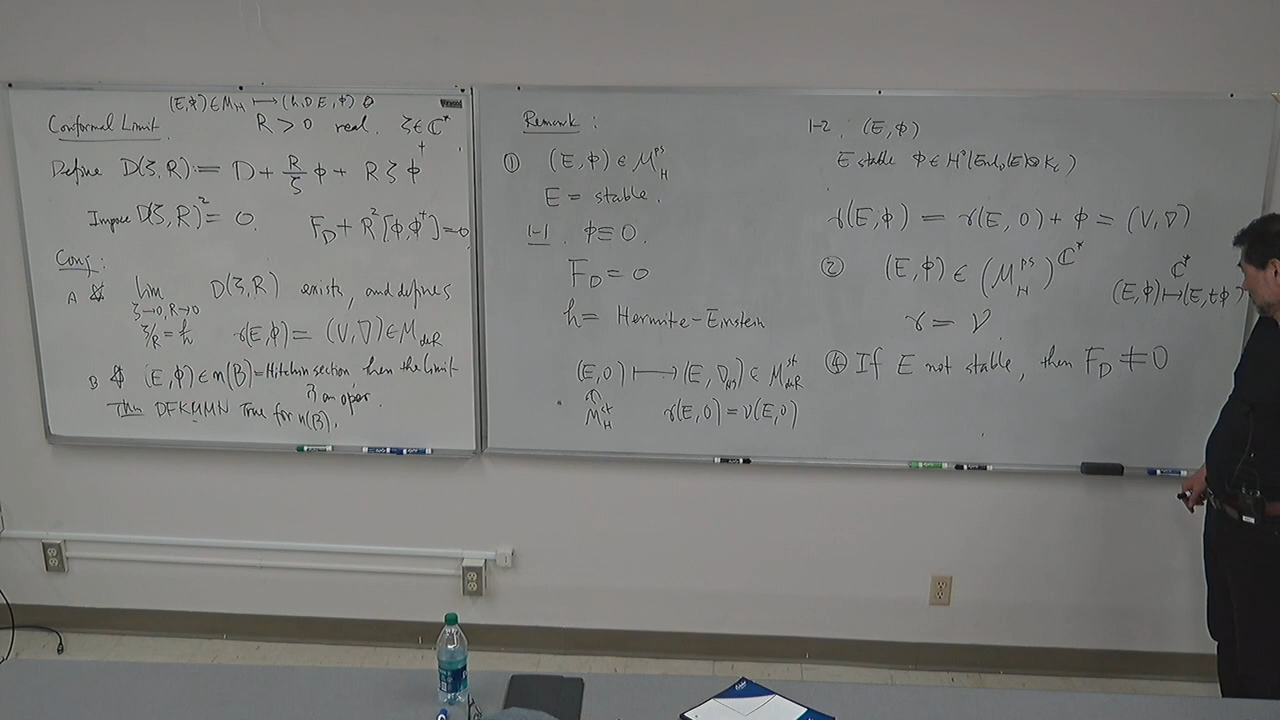 (E,φ) ∈ M_H ⟼ (h, D, E, φ)
Conformal Limit. R > 0 real. ζ ∈ ℂ*
Define D(ζ,R) := D + R/ζ φ + Rζ φ†
Impose D(ζ,R)² = 0. F_D + R²[φ,φ†] = 0
Conj:
A lim D(ζ,R) exists, and defines
ζ→0, R→0
ζ/R = ħ γ(E,φ) = (V,∇) ∈ M_deR
B (E,φ) ∈ η(B) = Hitchin section, then the limit
is an oper.
Thm DFKMMN True for η(B).
Remark :
① (E,φ) ∈ M_H^ps
E = stable.
1-1. φ ≡ 0.
F_D = 0
h = Hermite-Einstein
(E,0) ⟼ (E, D) ∈ M_deR^st
M_H^st γ(E,0) = ν(E,0)
1-2. (E,φ)
E stable φ ∈ H⁰(End₀(E)⊗K_C)
γ(E,φ) = γ(E,0) + φ = (V,∇)
② (E,φ) ∈ (M_H^ps)^ℂ*
ℂ*
(E,φ) ⟼ (E,tφ)
γ = ν.
④ If E not stable, then F_D ≠ 0